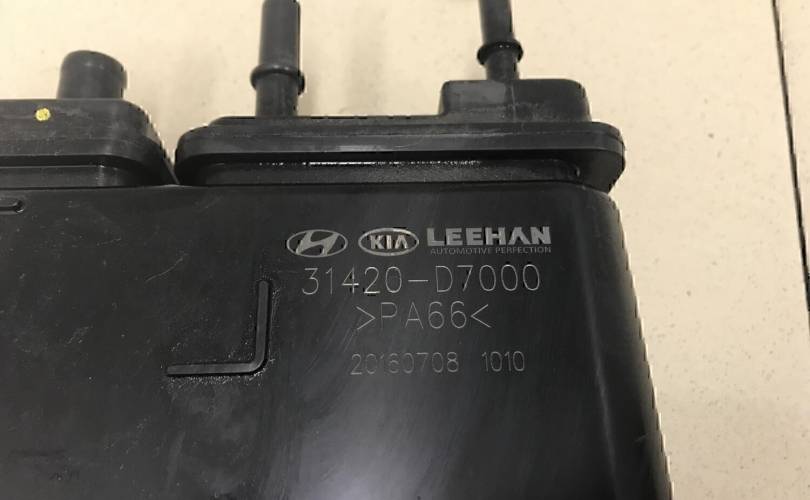 KIA LEEHAN
AUTOMOTIVE PERFECTION
31420-D7000
>PA66<
20160708 1010